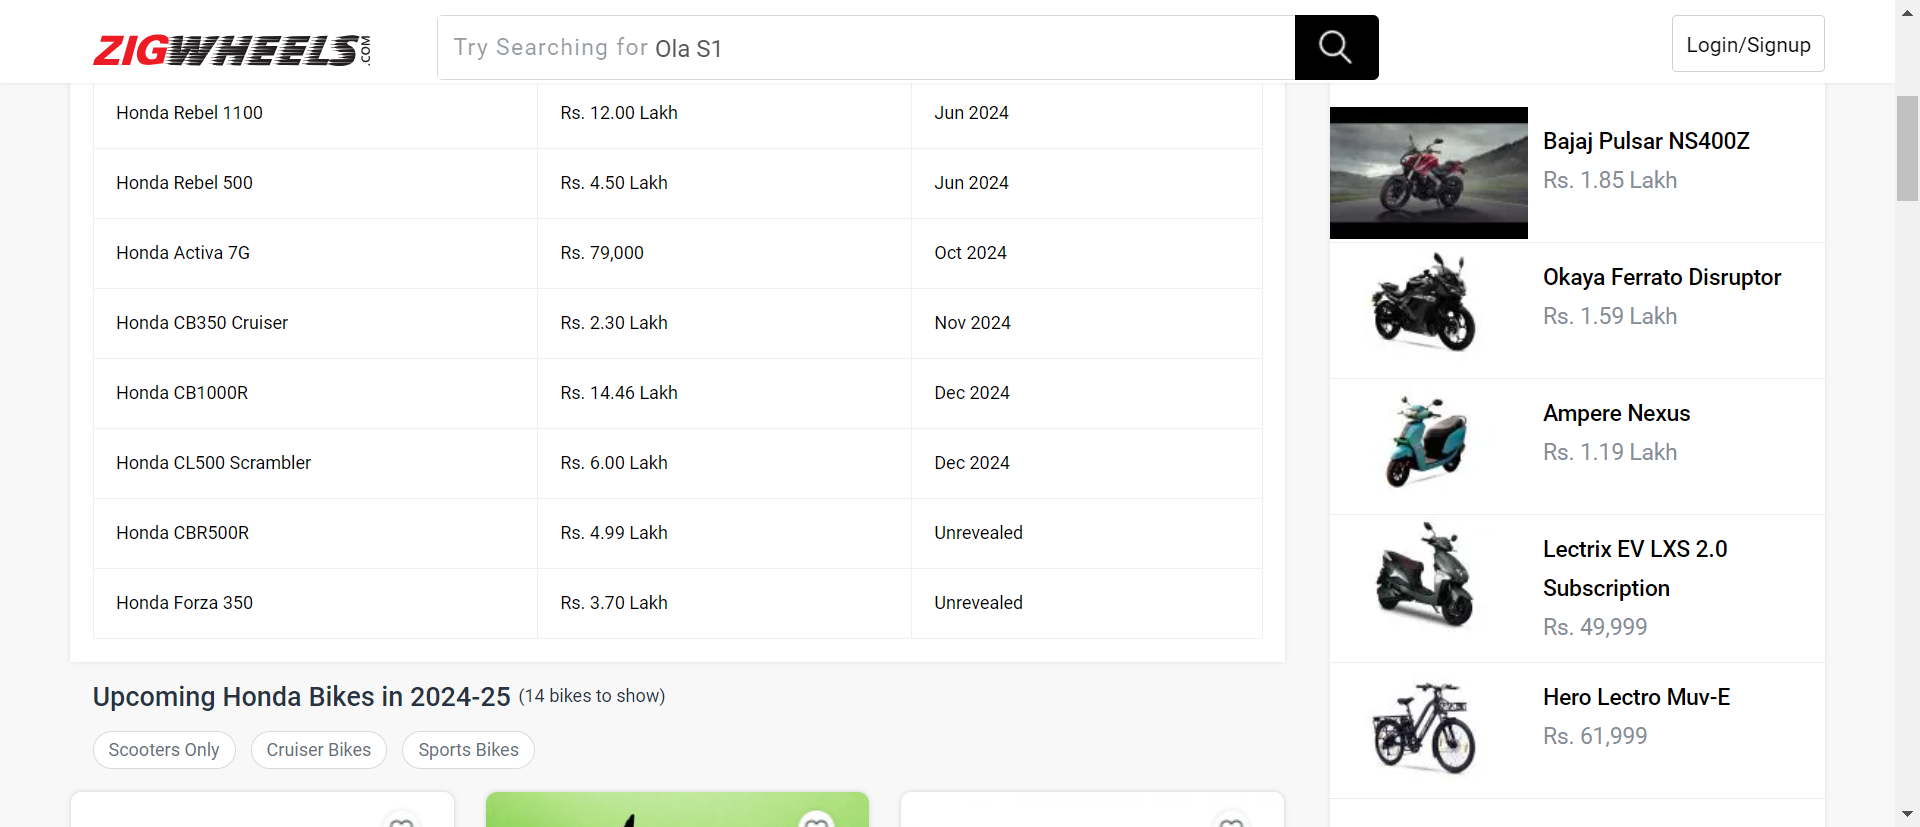 ZIGWHEELS.COM
Try Searching for Ola S1
Login/Signup
Honda Rebel 1100 Rs. 12.00 Lakh Jun 2024
Honda Rebel 500 Rs. 4.50 Lakh Jun 2024
Honda Activa 7G Rs. 79,000 Oct 2024
Honda CB350 Cruiser Rs. 2.30 Lakh Nov 2024
Honda CB1000R Rs. 14.46 Lakh Dec 2024
Honda CL500 Scrambler Rs. 6.00 Lakh Dec 2024
Honda CBR500R Rs. 4.99 Lakh Unrevealed
Honda Forza 350 Rs. 3.70 Lakh Unrevealed
Upcoming Honda Bikes in 2024-25 (14 bikes to show)
Scooters Only Cruiser Bikes Sports Bikes
Bajaj Pulsar NS400Z
Rs. 1.85 Lakh
Okaya Ferrato Disruptor
Rs. 1.59 Lakh
Ampere Nexus
Rs. 1.19 Lakh
Lectrix EV LXS 2.0
Subscription
Rs. 49,999
Hero Lectro Muv-E
Rs. 61,999